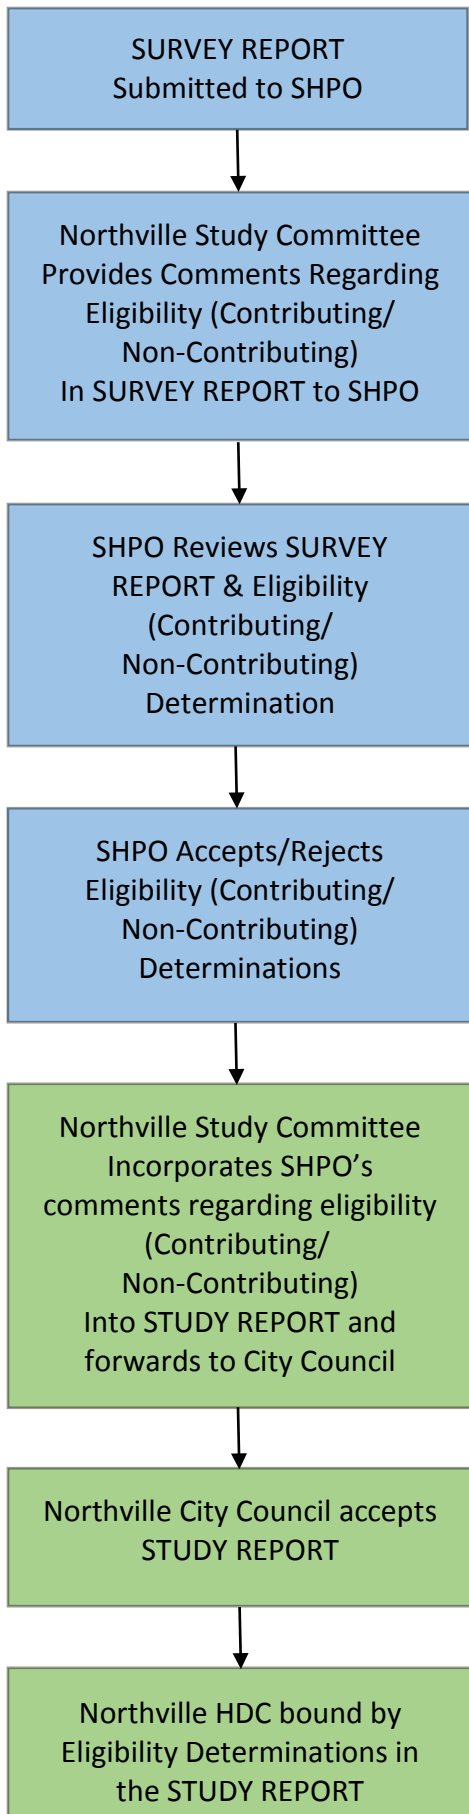 SURVEY REPORT
Submitted to SHPO
Northville Study Committee
Provides Comments Regarding
Eligibility (Contributing/
Non-Contributing)
In SURVEY REPORT to SHPO
SHPO Reviews SURVEY
REPORT & Eligibility
(Contributing/
Non-Contributing)
Determination
SHPO Accepts/Rejects
Eligibility (Contributing/
Non-Contributing)
Determinations
Northville Study Committee
Incorporates SHPO’s
comments regarding eligibility
(Contributing/
Non-Contributing)
Into STUDY REPORT and
forwards to City Council
Northville City Council accepts
STUDY REPORT
Northville HDC bound by
Eligibility Determinations in
the STUDY REPORT